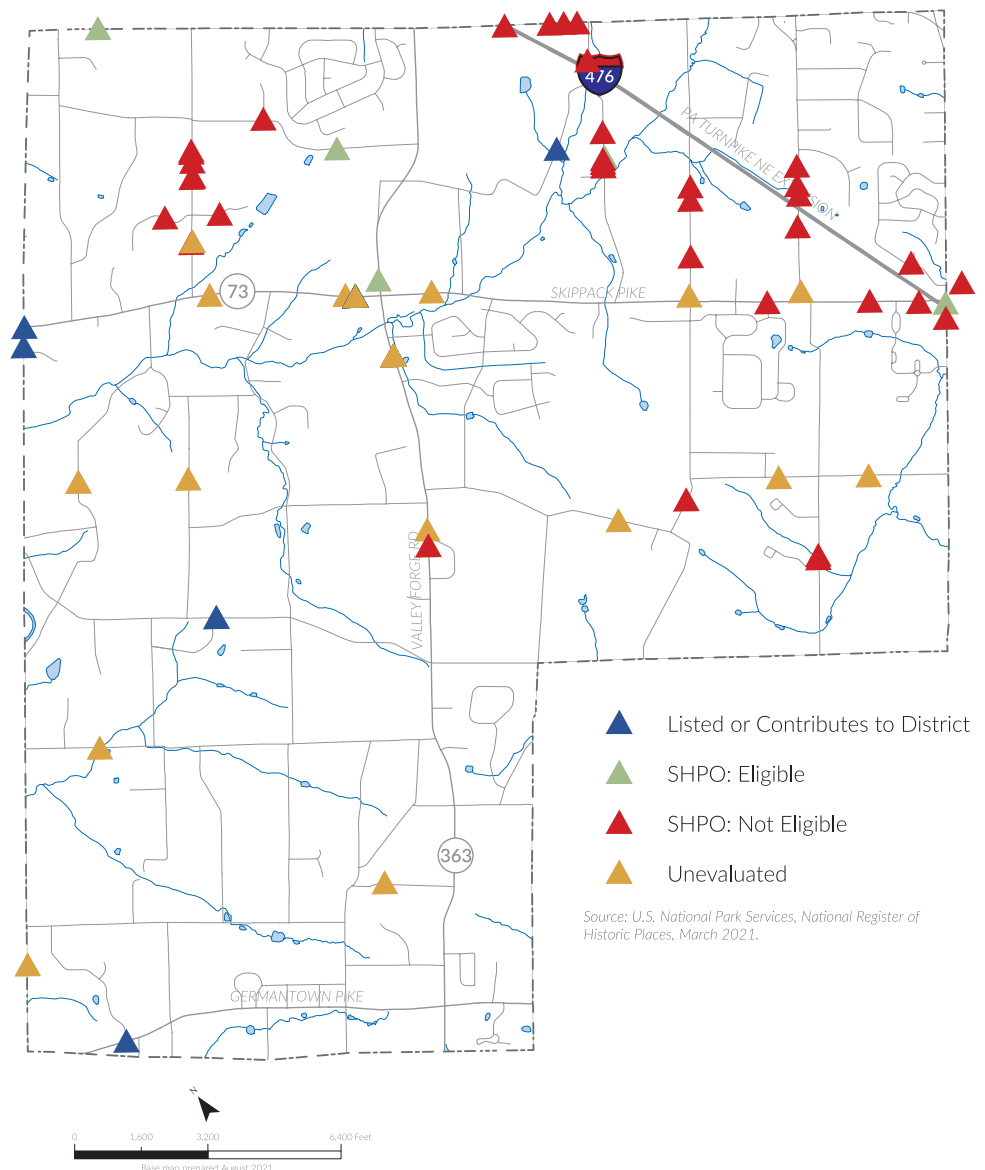 476
PA TURNPIKE NE EXTENSION
73
SKIPPACK PIKE
VALLEY FORGE RD
Listed or Contributes to District
SHPO: Eligible
SHPO: Not Eligible
Unevaluated
363
Source: U.S. National Park Services, National Register of
Historic Places, March 2021.
GERMANTOWN PIKE
N
0 1,600 3,200 6,400 Feet
Base map prepared August 2021